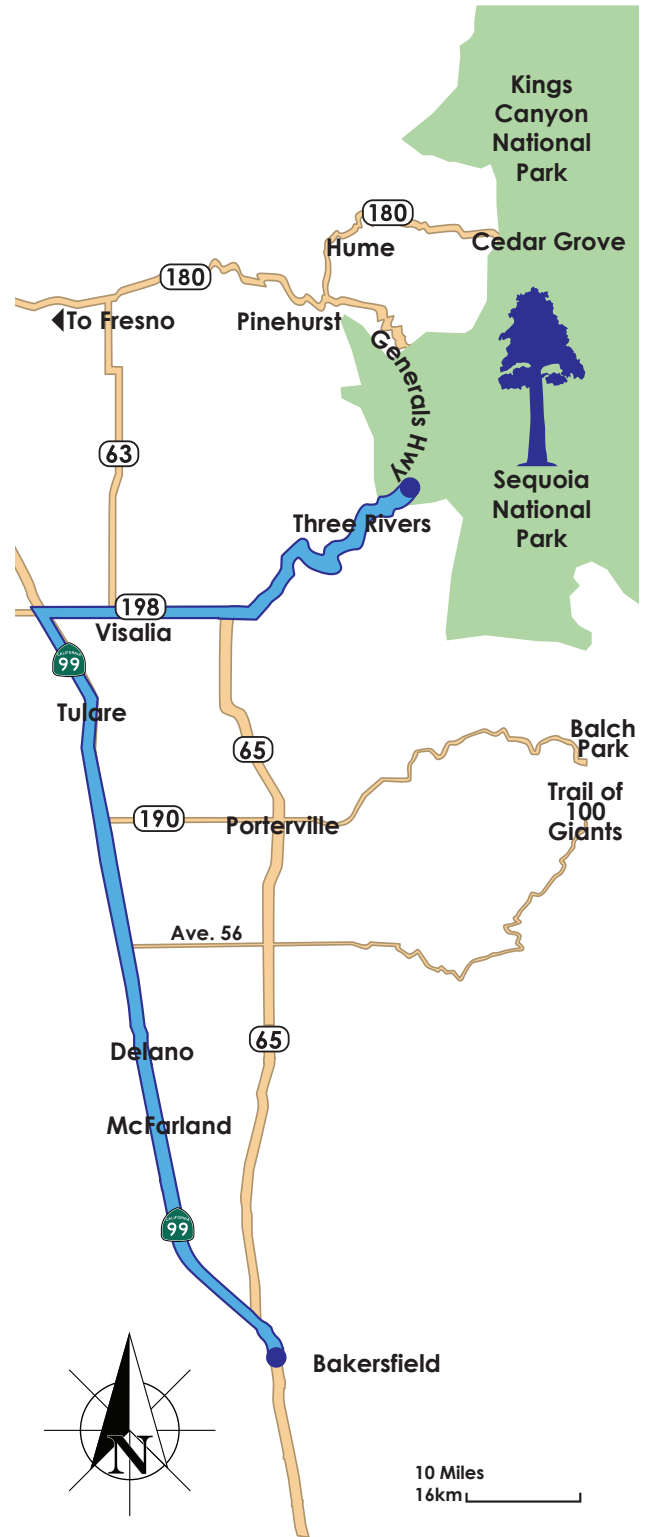 Kings
Canyon
National
Park
180
Hume
Cedar Grove
180
To Fresno
Pinehurst
Generals Hwy
63
Sequoia
National
Park
Three Rivers
198
Visalia
CALIFORNIA
99
Tulare
65
Balch
Park
Trail of
100
Giants
190
Porterville
Ave. 56
65
Delano
McFarland
CALIFORNIA
99
Bakersfield
N
10 Miles
16km